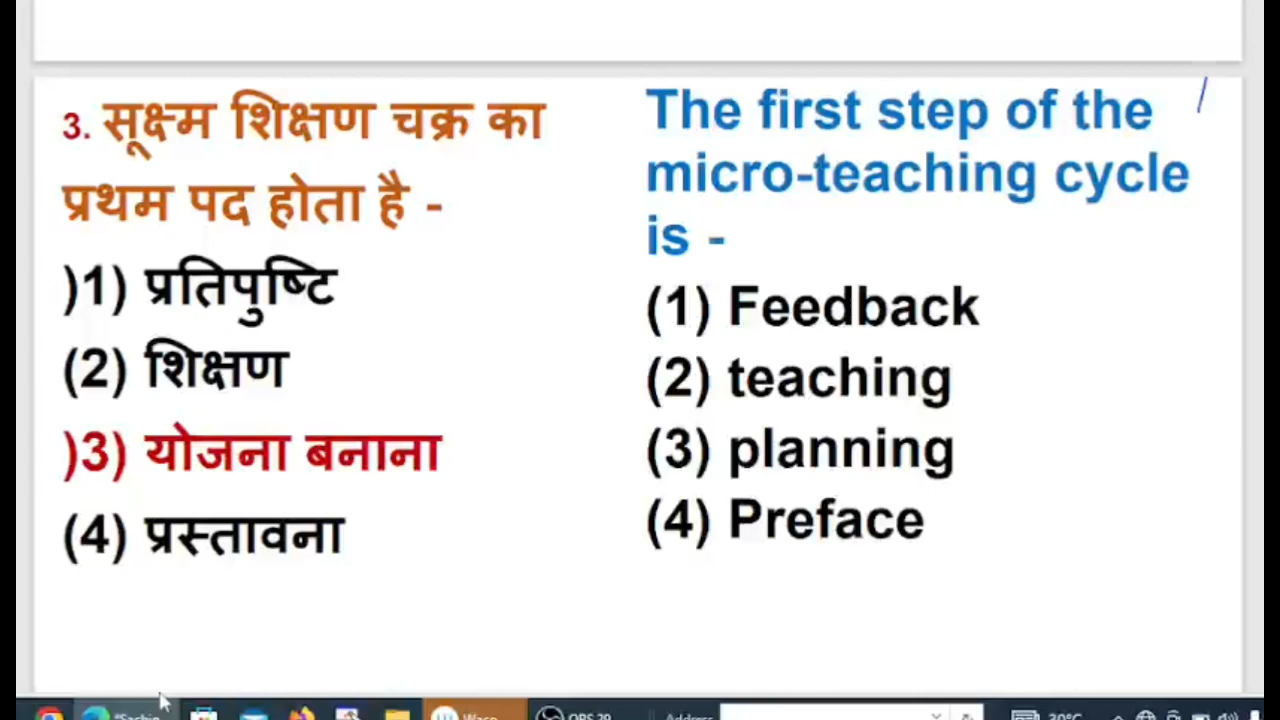 3. सूक्ष्म शिक्षण चक्र का
प्रथम पद होता है -
)1) प्रतिपुष्टि
(2) शिक्षण
)3) योजना बनाना
(4) प्रस्तावना
The first step of the
micro-teaching cycle
is -
(1) Feedback
(2) teaching
(3) planning
(4) Preface